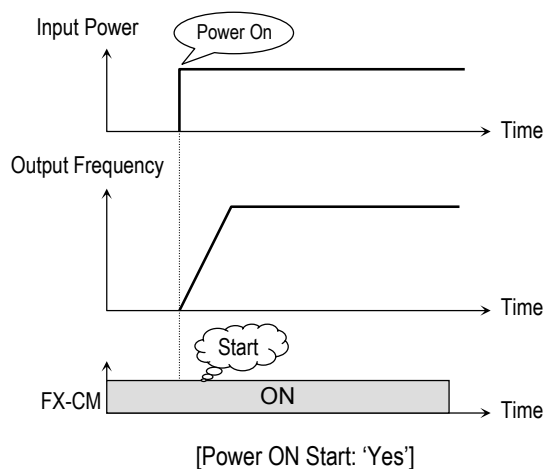 Input Power
Power On
Time
Output Frequency
Time
Start
FX-CM
ON
Time
[Power ON Start: ‘Yes’]